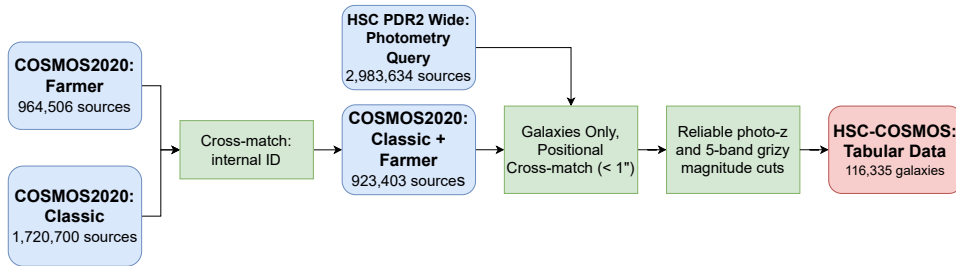 COSMOS2020:
Farmer
964,506 sources
COSMOS2020:
Classic
1,720,700 sources
Cross-match:
internal ID
HSC PDR2 Wide:
Photometry
Query
2,983,634 sources
COSMOS2020:
Classic +
Farmer
923,403 sources
Galaxies Only,
Positional
Cross-match (< 1")
Reliable photo-z
and 5-band grizy
magnitude cuts
HSC-COSMOS:
Tabular Data
116,335 galaxies